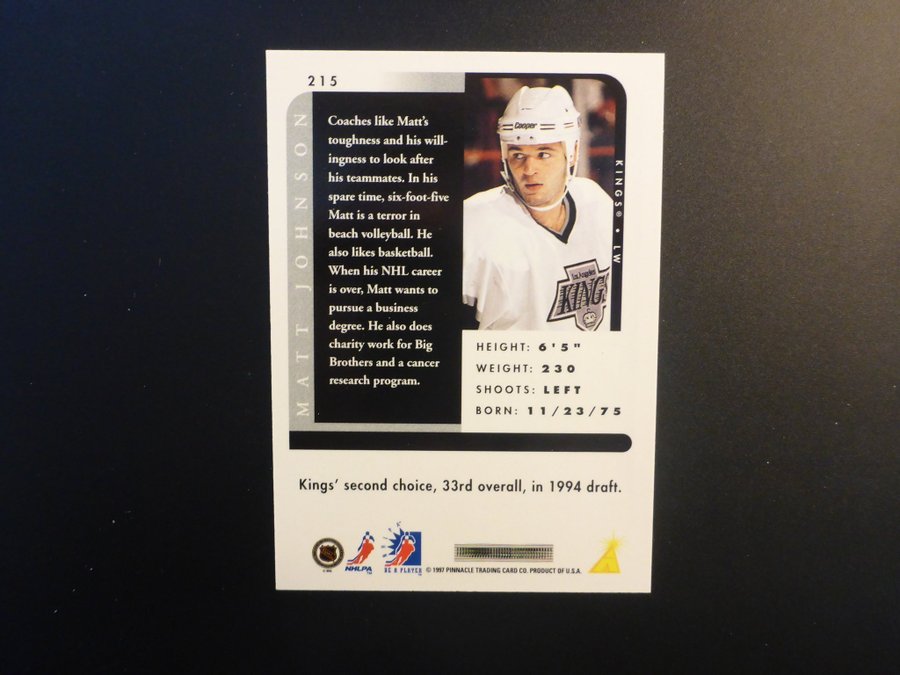 215
MATT JOHNSON
Coaches like Matt's
toughness and his will-
ingness to look after
his teammates. In his
spare time, six-foot-five
Matt is a terror in
beach volleyball. He
also likes basketball.
When his NHL career
is over, Matt wants to
pursue a business
degree. He also does
charity work for Big
Brothers and a cancer
research program.
Cooper
Los Angeles
KINGS
KINGS® • LW
HEIGHT: 6'5"
WEIGHT: 230
SHOOTS: LEFT
BORN: 11/23/75
Kings' second choice, 33rd overall, in 1994 draft.
NHLPA
BE A PLAYER
© 1997 PINNACLE TRADING CARD CO. PRODUCT OF U.S.A.